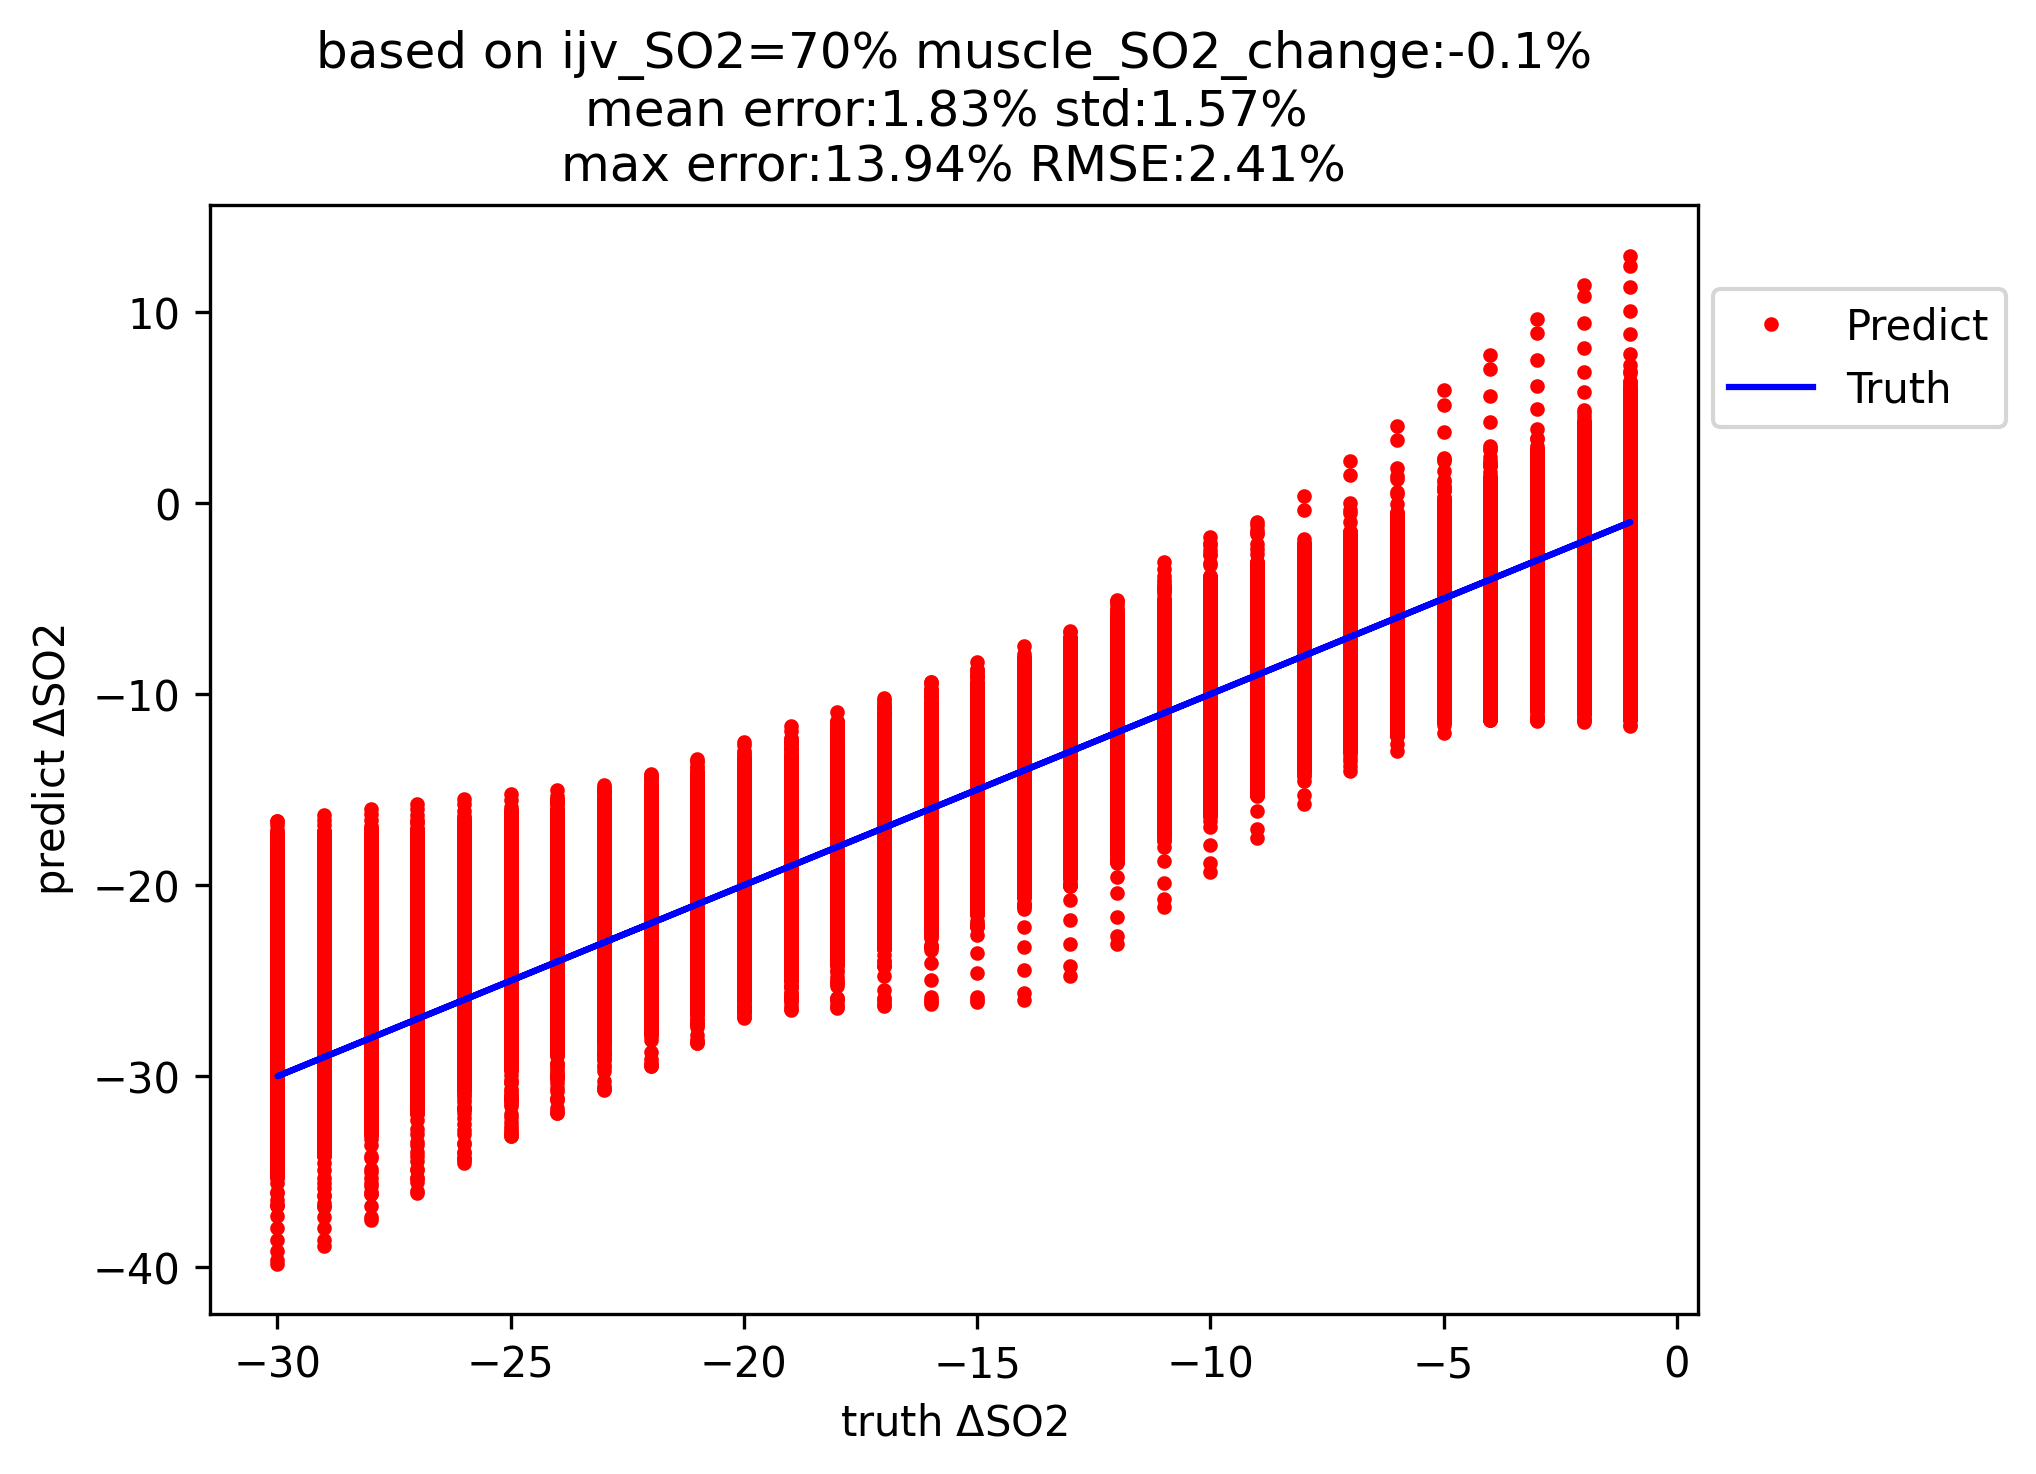 based on ijv_SO2=70% muscle_SO2_change:-0.1%
mean error:1.83% std:1.57%
max error:13.94% RMSE:2.41%
Predict
Truth
10
0
−10
−20
−30
−40
predict ΔSO2
−30
−25
−20
−15
−10
−5
0
truth ΔSO2